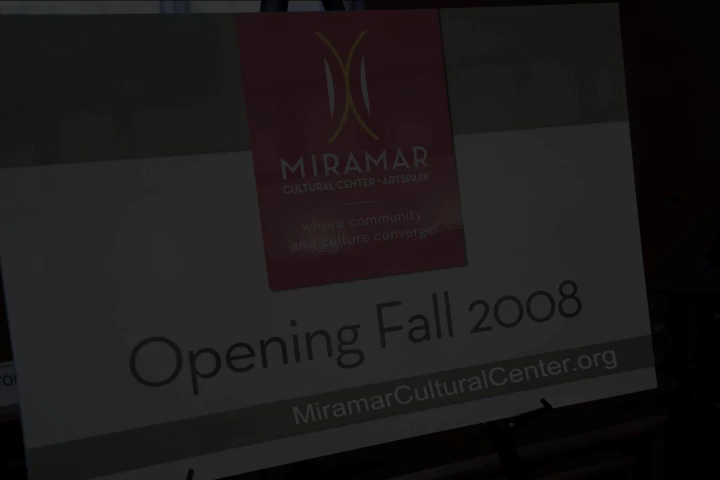 MIRAMAR
CULTURAL CENTER · ARTSPARK
where community
and culture converge!
Opening Fall 2008
MiramarCulturalCenter.org